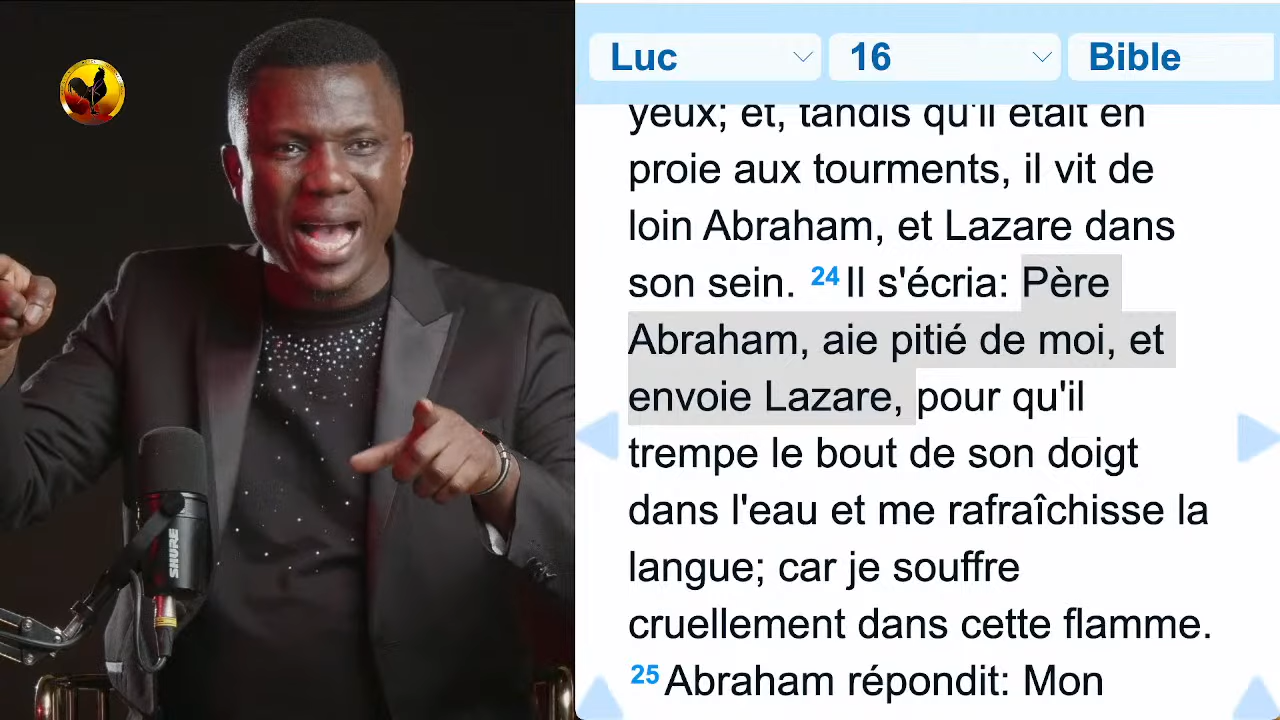 Luc 16 Bible
yeux; et, tandis qu'il était en
proie aux tourments, il vit de
loin Abraham, et Lazare dans
son sein. 24 Il s'écria: Père
Abraham, aie pitié de moi, et
envoie Lazare, pour qu'il
trempe le bout de son doigt
dans l'eau et me rafraîchisse la
langue; car je souffre
cruellement dans cette flamme.
25 Abraham répondit: Mon
SHURE